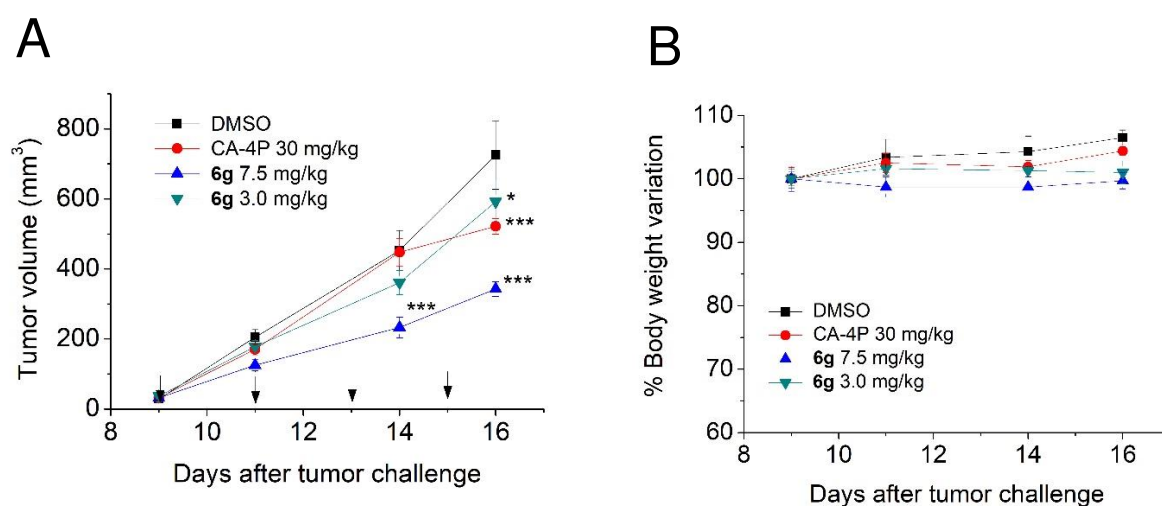 A
B
DMSO
CA-4P 30 mg/kg
6g 7.5 mg/kg
6g 3.0 mg/kg
800
600
400
200
0
*
***
***
***
8
10
12
14
16
Tumor volume (mm³)
Days after tumor challenge
110
100
90
80
70
60
DMSO
CA-4P 30 mg/kg
6g 7.5 mg/kg
6g 3.0 mg/kg
8
10
12
14
16
% Body weight variation
Days after tumor challenge